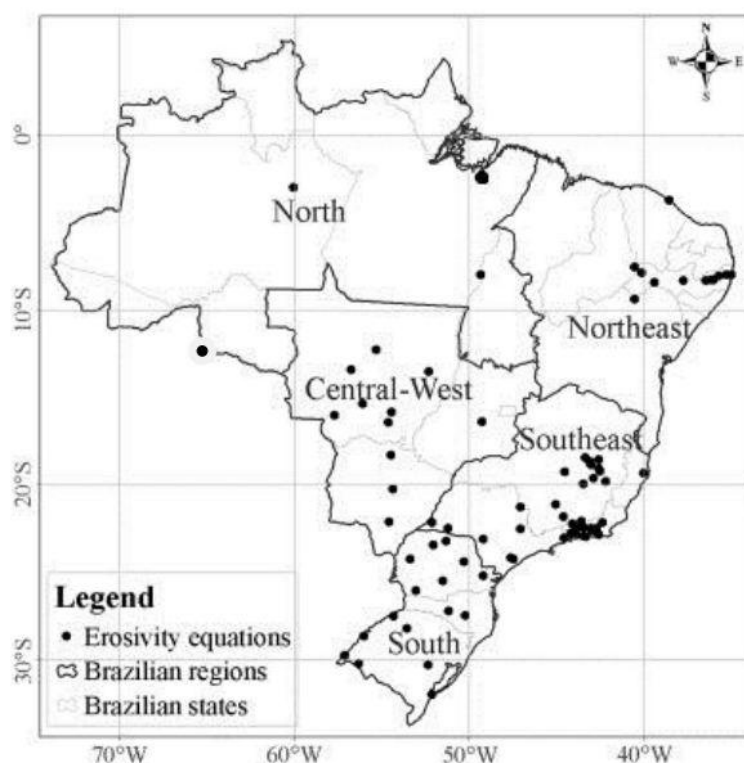 N
W E
S
0°
North
10°S
Northeast
Central-West
Southeast
20°S
Legend
Erosivity equations
South
Brazilian regions
30°S
Brazilian states
70°W 60°W 50°W 40°W